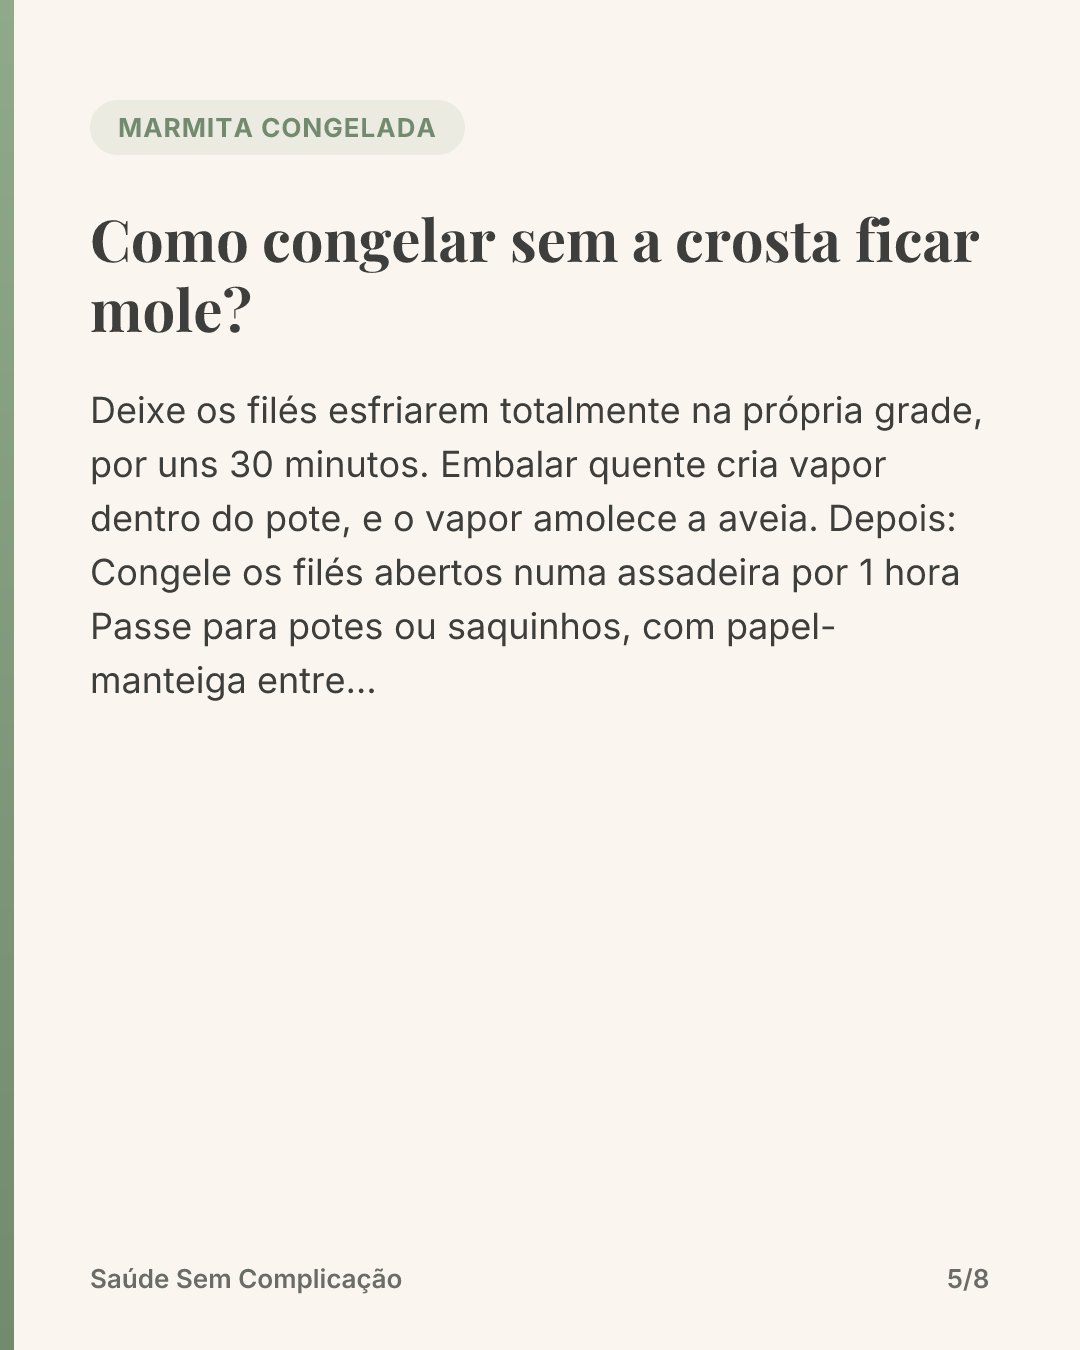 MARMITA CONGELADA
Como congelar sem a crosta ficar
mole?
Deixe os filés esfriarem totalmente na própria grade,
por uns 30 minutos. Embalar quente cria vapor
dentro do pote, e o vapor amolece a aveia. Depois:
Congele os filés abertos numa assadeira por 1 hora
Passe para potes ou saquinhos, com papel-
manteiga entre...
Saúde Sem Complicação
5/8